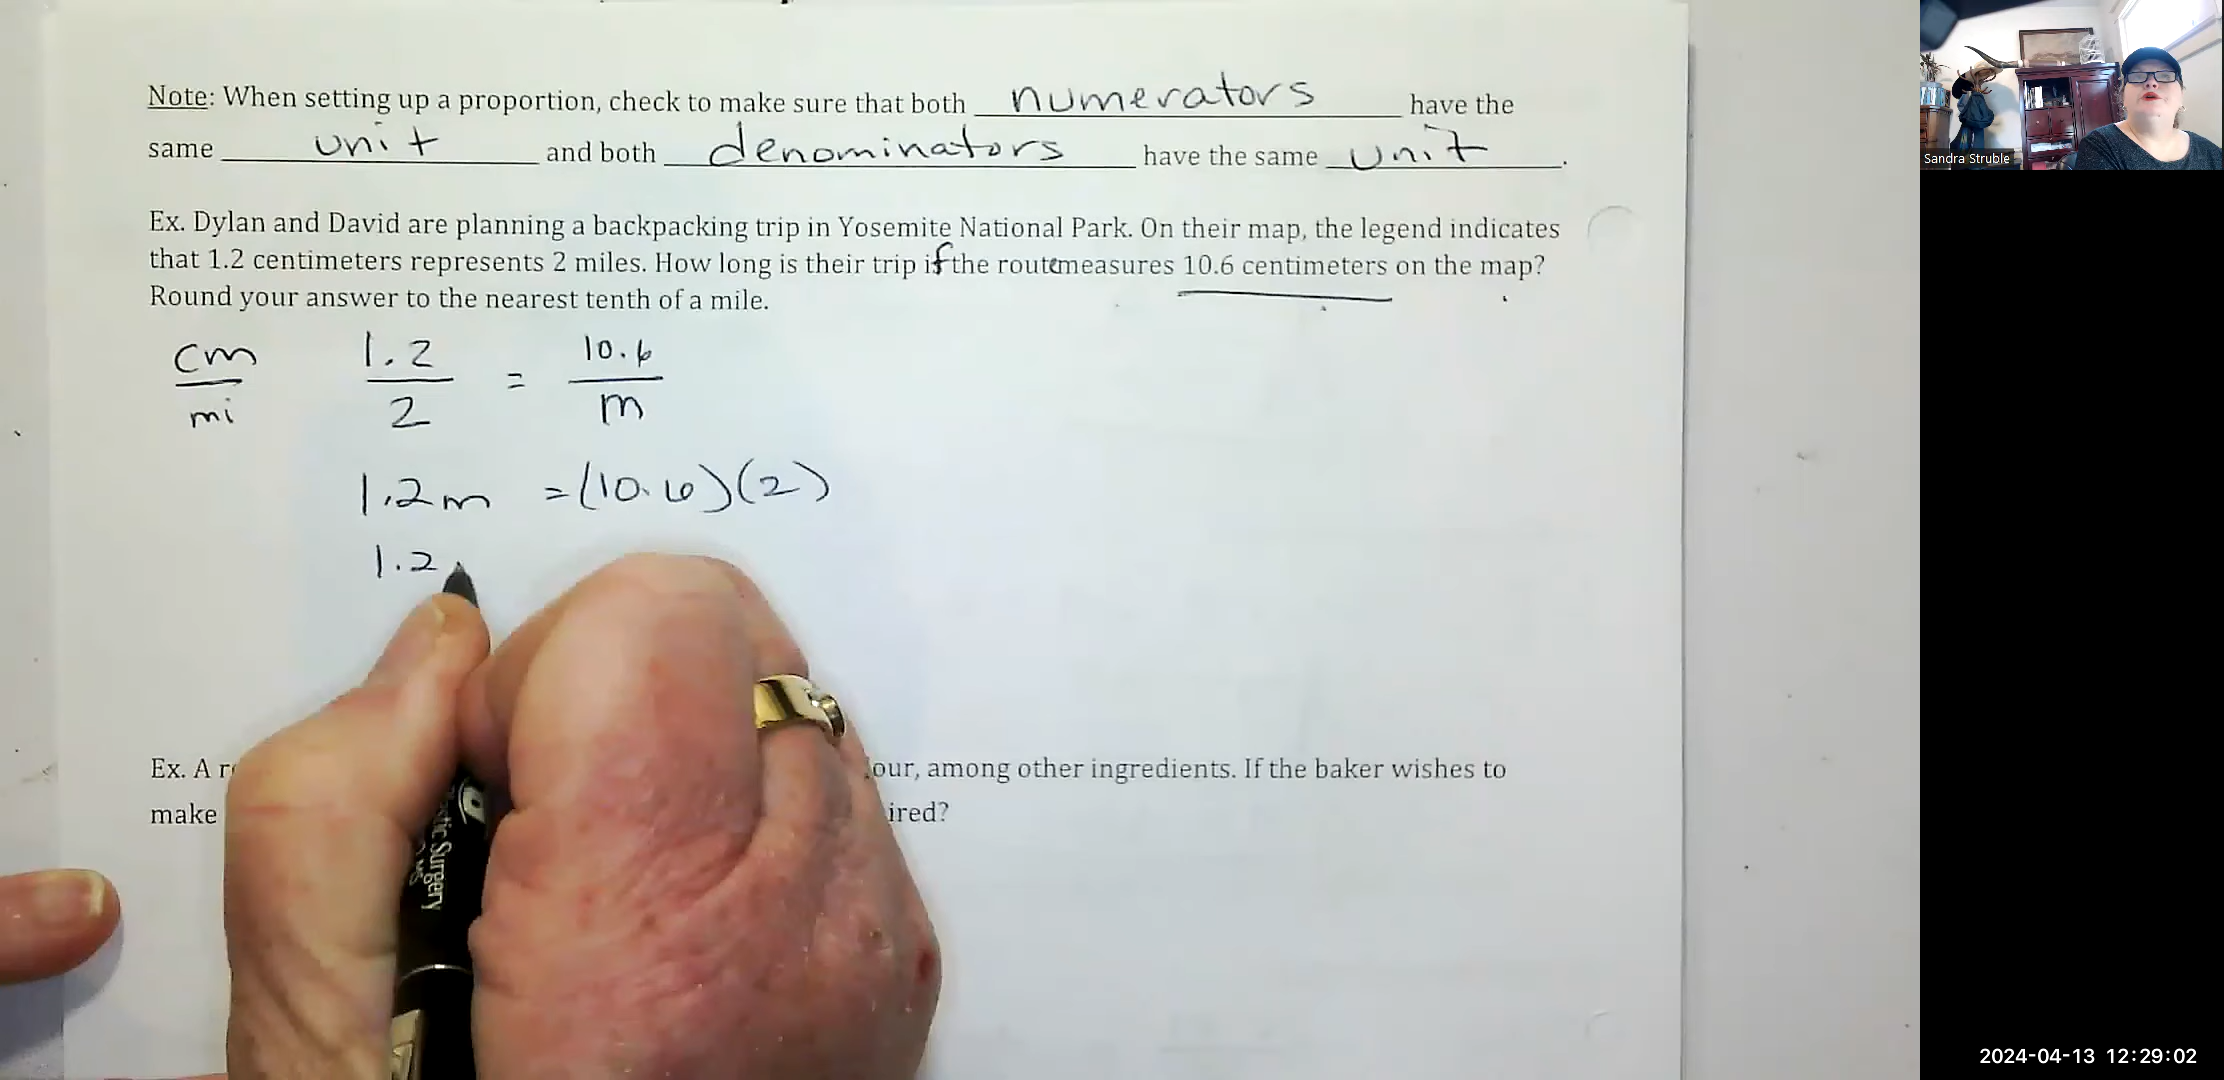 Note: When setting up a proportion, check to make sure that both numerators have the
same unit and both denominators have the same unit.
Ex. Dylan and David are planning a backpacking trip in Yosemite National Park. On their map, the legend indicates
that 1.2 centimeters represents 2 miles. How long is their trip if the route measures 10.6 centimeters on the map?
Round your answer to the nearest tenth of a mile.
cm/mi 1.2/2 = 10.6/m
1.2m = (10.6)(2)
1.2
Ex. A
our, among other ingredients. If the baker wishes to
make
ired?
Surgery
Sandra Struble
2024-04-13 12:29:02